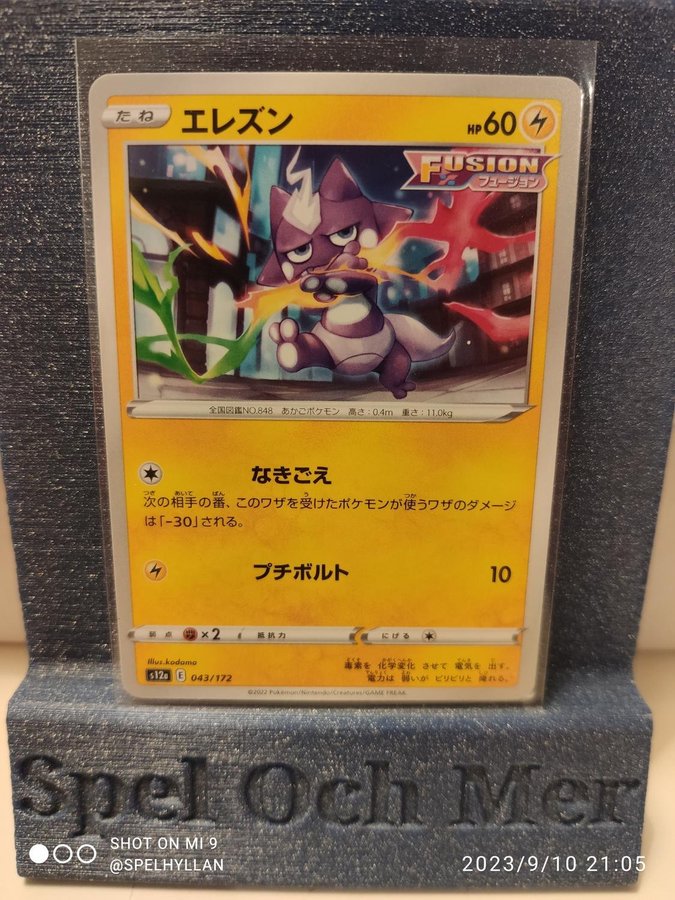 たね エレズン HP60
FUSION
フュージョン
全国図鑑NO.848 あかごポケモン 高さ：0.4m 重さ：11.0kg
なきごえ
次の相手の番、このワザを受けたポケモンが使うワザのダメージ
は「-30」される。
プチボルト 10
弱点 ×2 抵抗力 にげる
Illus.kodama
毒素を 化学変化 させて 電気を 出す。
電力は 弱いが ビリビリと 痺れる。
s12a E 043/172
©2022 Pokémon/Nintendo/Creatures/GAME FREAK.
Spel Och Mer
SHOT ON MI 9
@SPELHYLLAN
2023/9/10 21:05